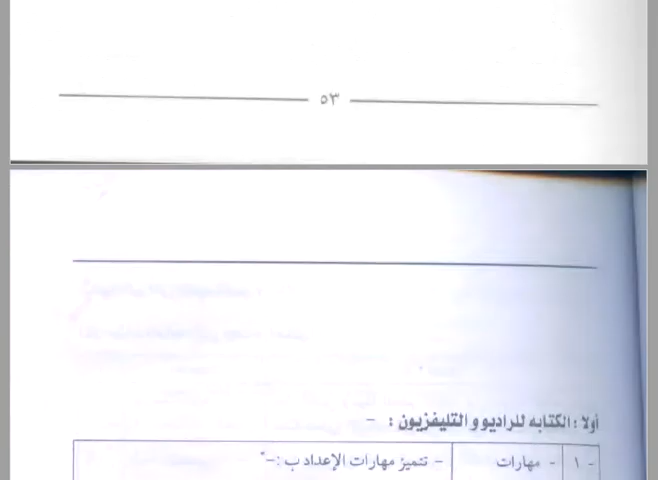 ٥٣
أولا : الكتابه للراديو و التليفزيون : -
- ١ - مهارات - تتميز مهارات الإعداد ب :-